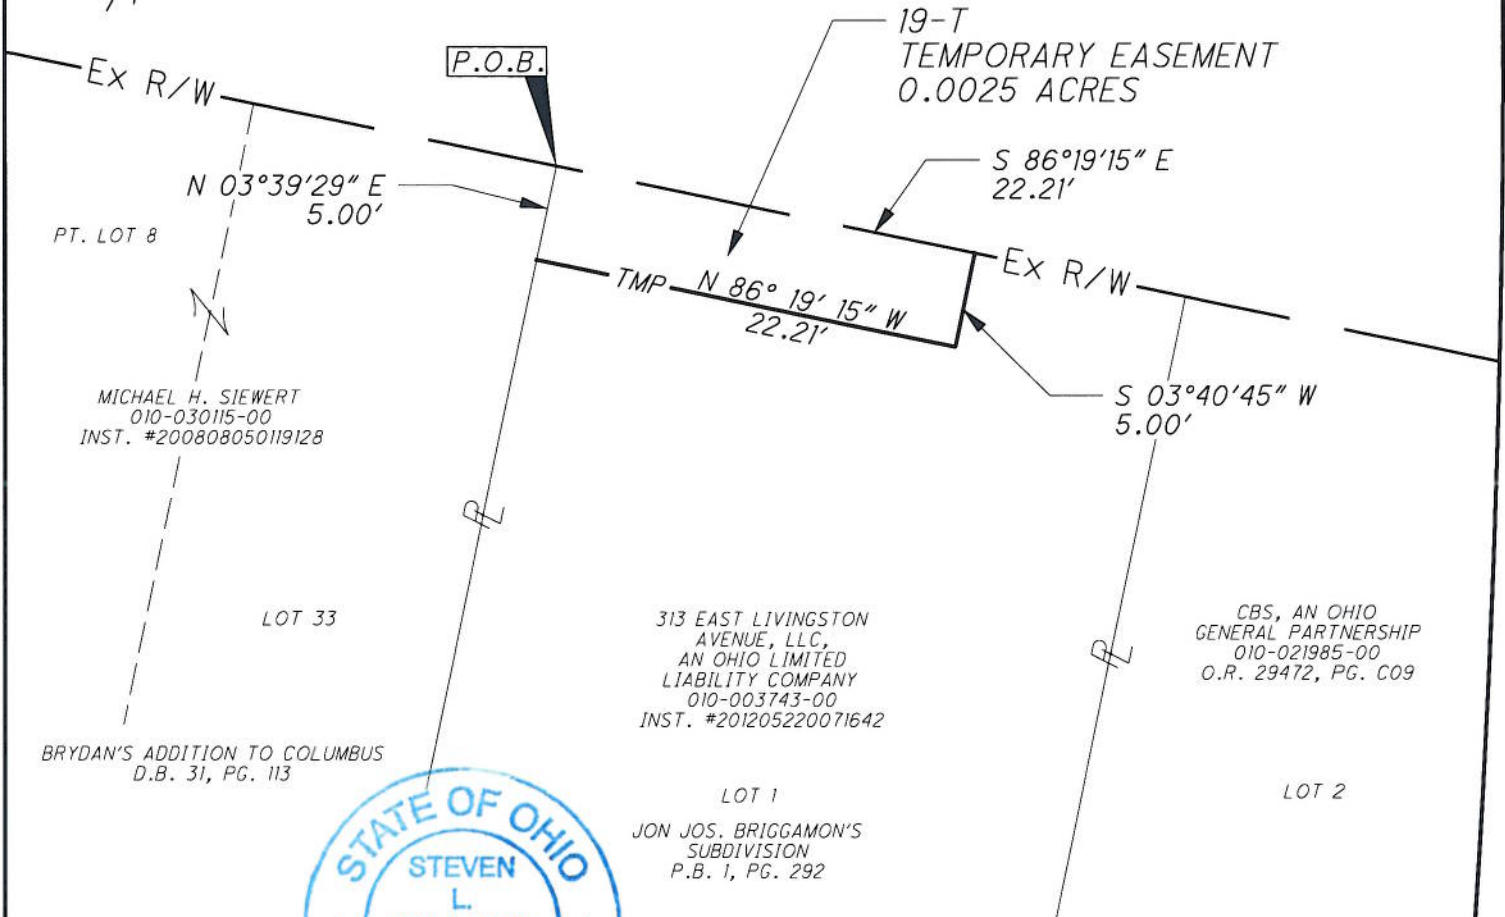 19-T
TEMPORARY EASEMENT
0.0025 ACRES
P.O.B.
Ex R/W
S 86°19'15" E
22.21'
N 03°39'29" E
5.00'
PT. LOT 8
TMP
N 86° 19' 15" W
22.21'
Ex R/W
S 03°40'45" W
5.00'
MICHAEL H. SIEWERT
010-030115-00
INST. #200808050119128
PL
LOT 33
313 EAST LIVINGSTON
AVENUE, LLC,
AN OHIO LIMITED
LIABILITY COMPANY
010-003743-00
INST. #201205220071642
PL
CBS, AN OHIO
GENERAL PARTNERSHIP
010-021985-00
O.R. 29472, PG. C09
BRYDAN'S ADDITION TO COLUMBUS
D.B. 31, PG. 113
LOT 1
JON JOS. BRIGGAMON'S
SUBDIVISION
P.B. 1, PG. 292
LOT 2
STATE OF OHIO
STEVEN
L.